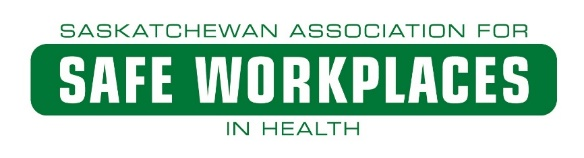 SASKATCHEWAN ASSOCIATION FOR
SAFE WORKPLACES
IN HEALTH